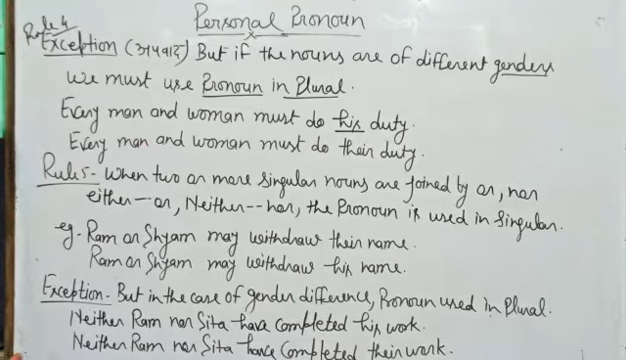 Personal Pronoun
Rule 4
Exception (अपवाद) But if the nouns are of different genders
We must use Pronoun in Plural.
Every man and woman must do his duty.
Every man and woman must do their duty.
Rule5- When two or more singular nouns are joined by or, nor
either-or, Neither--nor, the Pronoun is used in Singular.
eg- Ram or Shyam may withdraw their name.
Ram or Shyam may withdraw his name.
Exception- But in the case of gender difference, Pronoun used in Plural.
Neither Ram nor Sita have completed his work.
Neither Ram nor Sita have Completed their work.